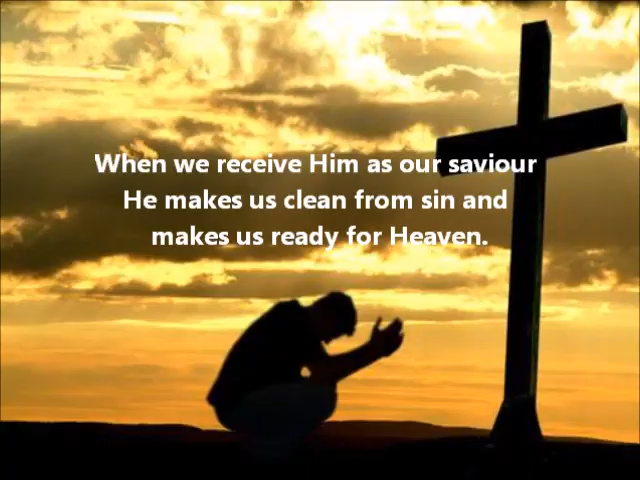 When we receive Him as our saviour
He makes us clean from sin and
makes us ready for Heaven.